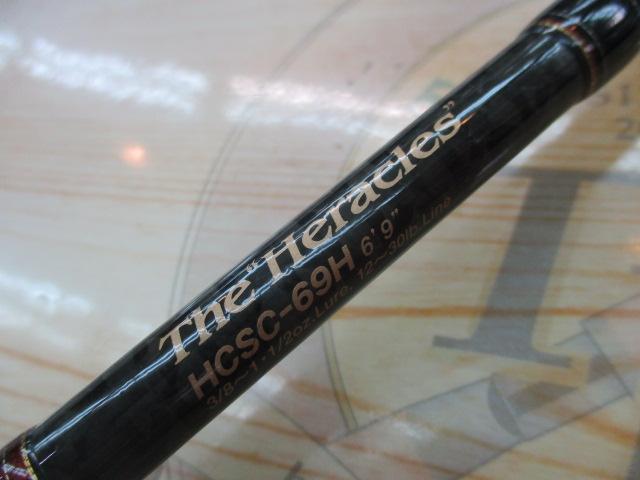 The "Heracles"
HCSC-69H 6'9"
3/8~1・1/2oz.Lure, 12~30lb.Line